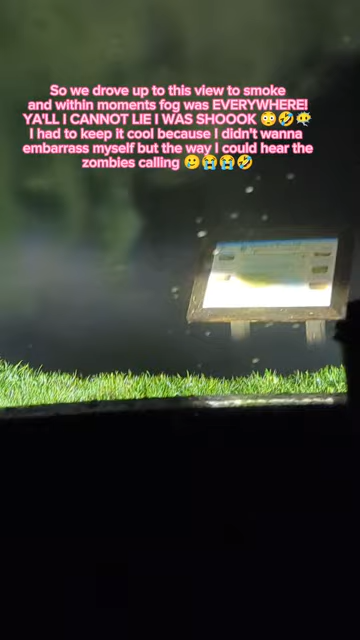 So we drove up to this view to smoke
and within moments fog was EVERYWHERE!
YA'LL I CANNOT LIE I WAS SHOOOK 😳🤣😶‍🌫️
I had to keep it cool because I didn't wanna
embarrass myself but the way I could hear the
zombies calling 🥲😭😭🤣